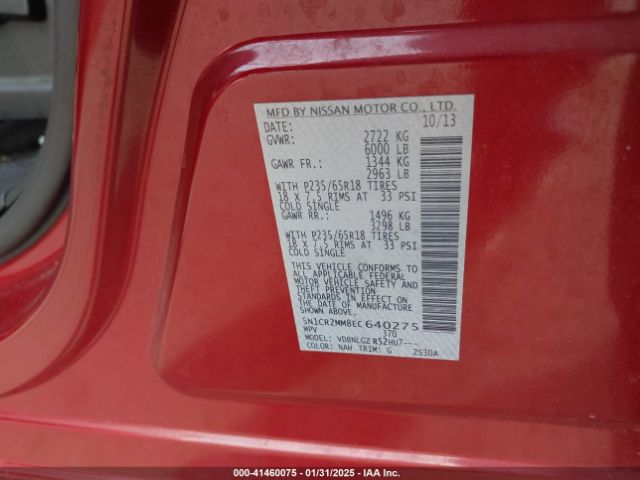 MFD BY NISSAN MOTOR CO., LTD.
DATE: 10/13
GVWR: 2722 KG
6000 LB
GAWR FR.: 1344 KG
2963 LB
WITH P235/65R18 TIRES
18 X 7.5 RIMS AT 33 PSI
COLD SINGLE
GAWR RR.: 1496 KG
3298 LB
WITH P235/65R18 TIRES
18 X 7.5 RIMS AT 33 PSI
COLD SINGLE
THIS VEHICLE CONFORMS TO
ALL APPLICABLE FEDERAL
MOTOR VEHICLE SAFETY AND
THEFT PREVENTION
STANDARDS IN EFFECT ON
THE DATE OF MANUFACTURE
SHOWN ABOVE.
5N1CR2MM8EC640275
MPV 370
MODEL: VDBNLGZ R52HU7---
COLOR: NAH TRIM: G 2S30A
000-41460075 - 01/31/2025 - IAA Inc.